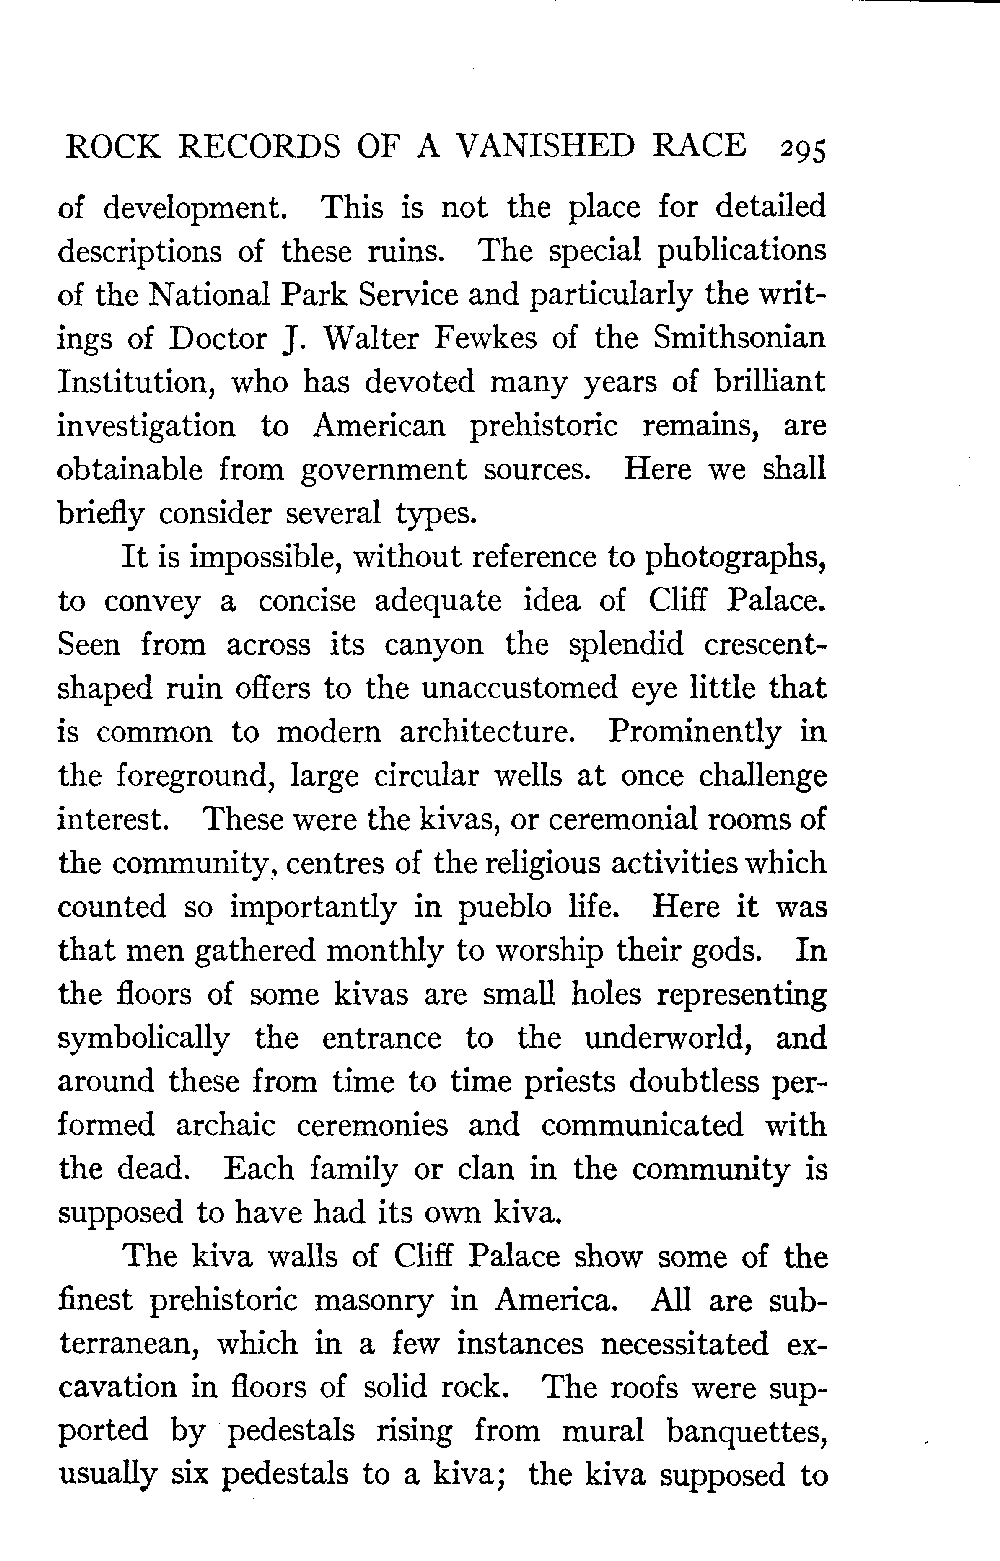 ROCK RECORDS OF A VANISHED RACE 295
of development. This is not the place for detailed
descriptions of these ruins. The special publications
of the National Park Service and particularly the writ-
ings of Doctor J. Walter Fewkes of the Smithsonian
Institution, who has devoted many years of brilliant
investigation to American prehistoric remains, are
obtainable from government sources. Here we shall
briefly consider several types.
It is impossible, without reference to photographs,
to convey a concise adequate idea of Cliff Palace.
Seen from across its canyon the splendid crescent-
shaped ruin offers to the unaccustomed eye little that
is common to modern architecture. Prominently in
the foreground, large circular wells at once challenge
interest. These were the kivas, or ceremonial rooms of
the community, centres of the religious activities which
counted so importantly in pueblo life. Here it was
that men gathered monthly to worship their gods. In
the floors of some kivas are small holes representing
symbolically the entrance to the underworld, and
around these from time to time priests doubtless per-
formed archaic ceremonies and communicated with
the dead. Each family or clan in the community is
supposed to have had its own kiva.
The kiva walls of Cliff Palace show some of the
finest prehistoric masonry in America. All are sub-
terranean, which in a few instances necessitated ex-
cavation in floors of solid rock. The roofs were sup-
ported by pedestals rising from mural banquettes,
usually six pedestals to a kiva; the kiva supposed to